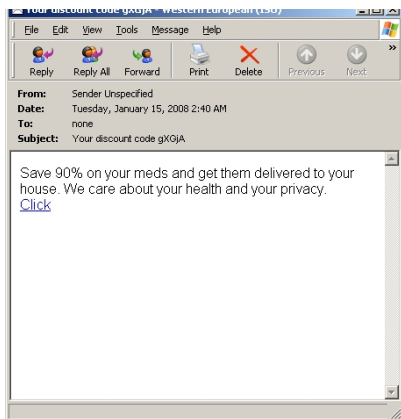 Your discount code gXGjA - Western European (ISO)
File Edit View Tools Message Help
Reply Reply All Forward Print Delete Previous Next »
From: Sender Unspecified
Date: Tuesday, January 15, 2008 2:40 AM
To: none
Subject: Your discount code gXGjA
Save 90% on your meds and get them delivered to your
house. We care about your health and your privacy.
Click